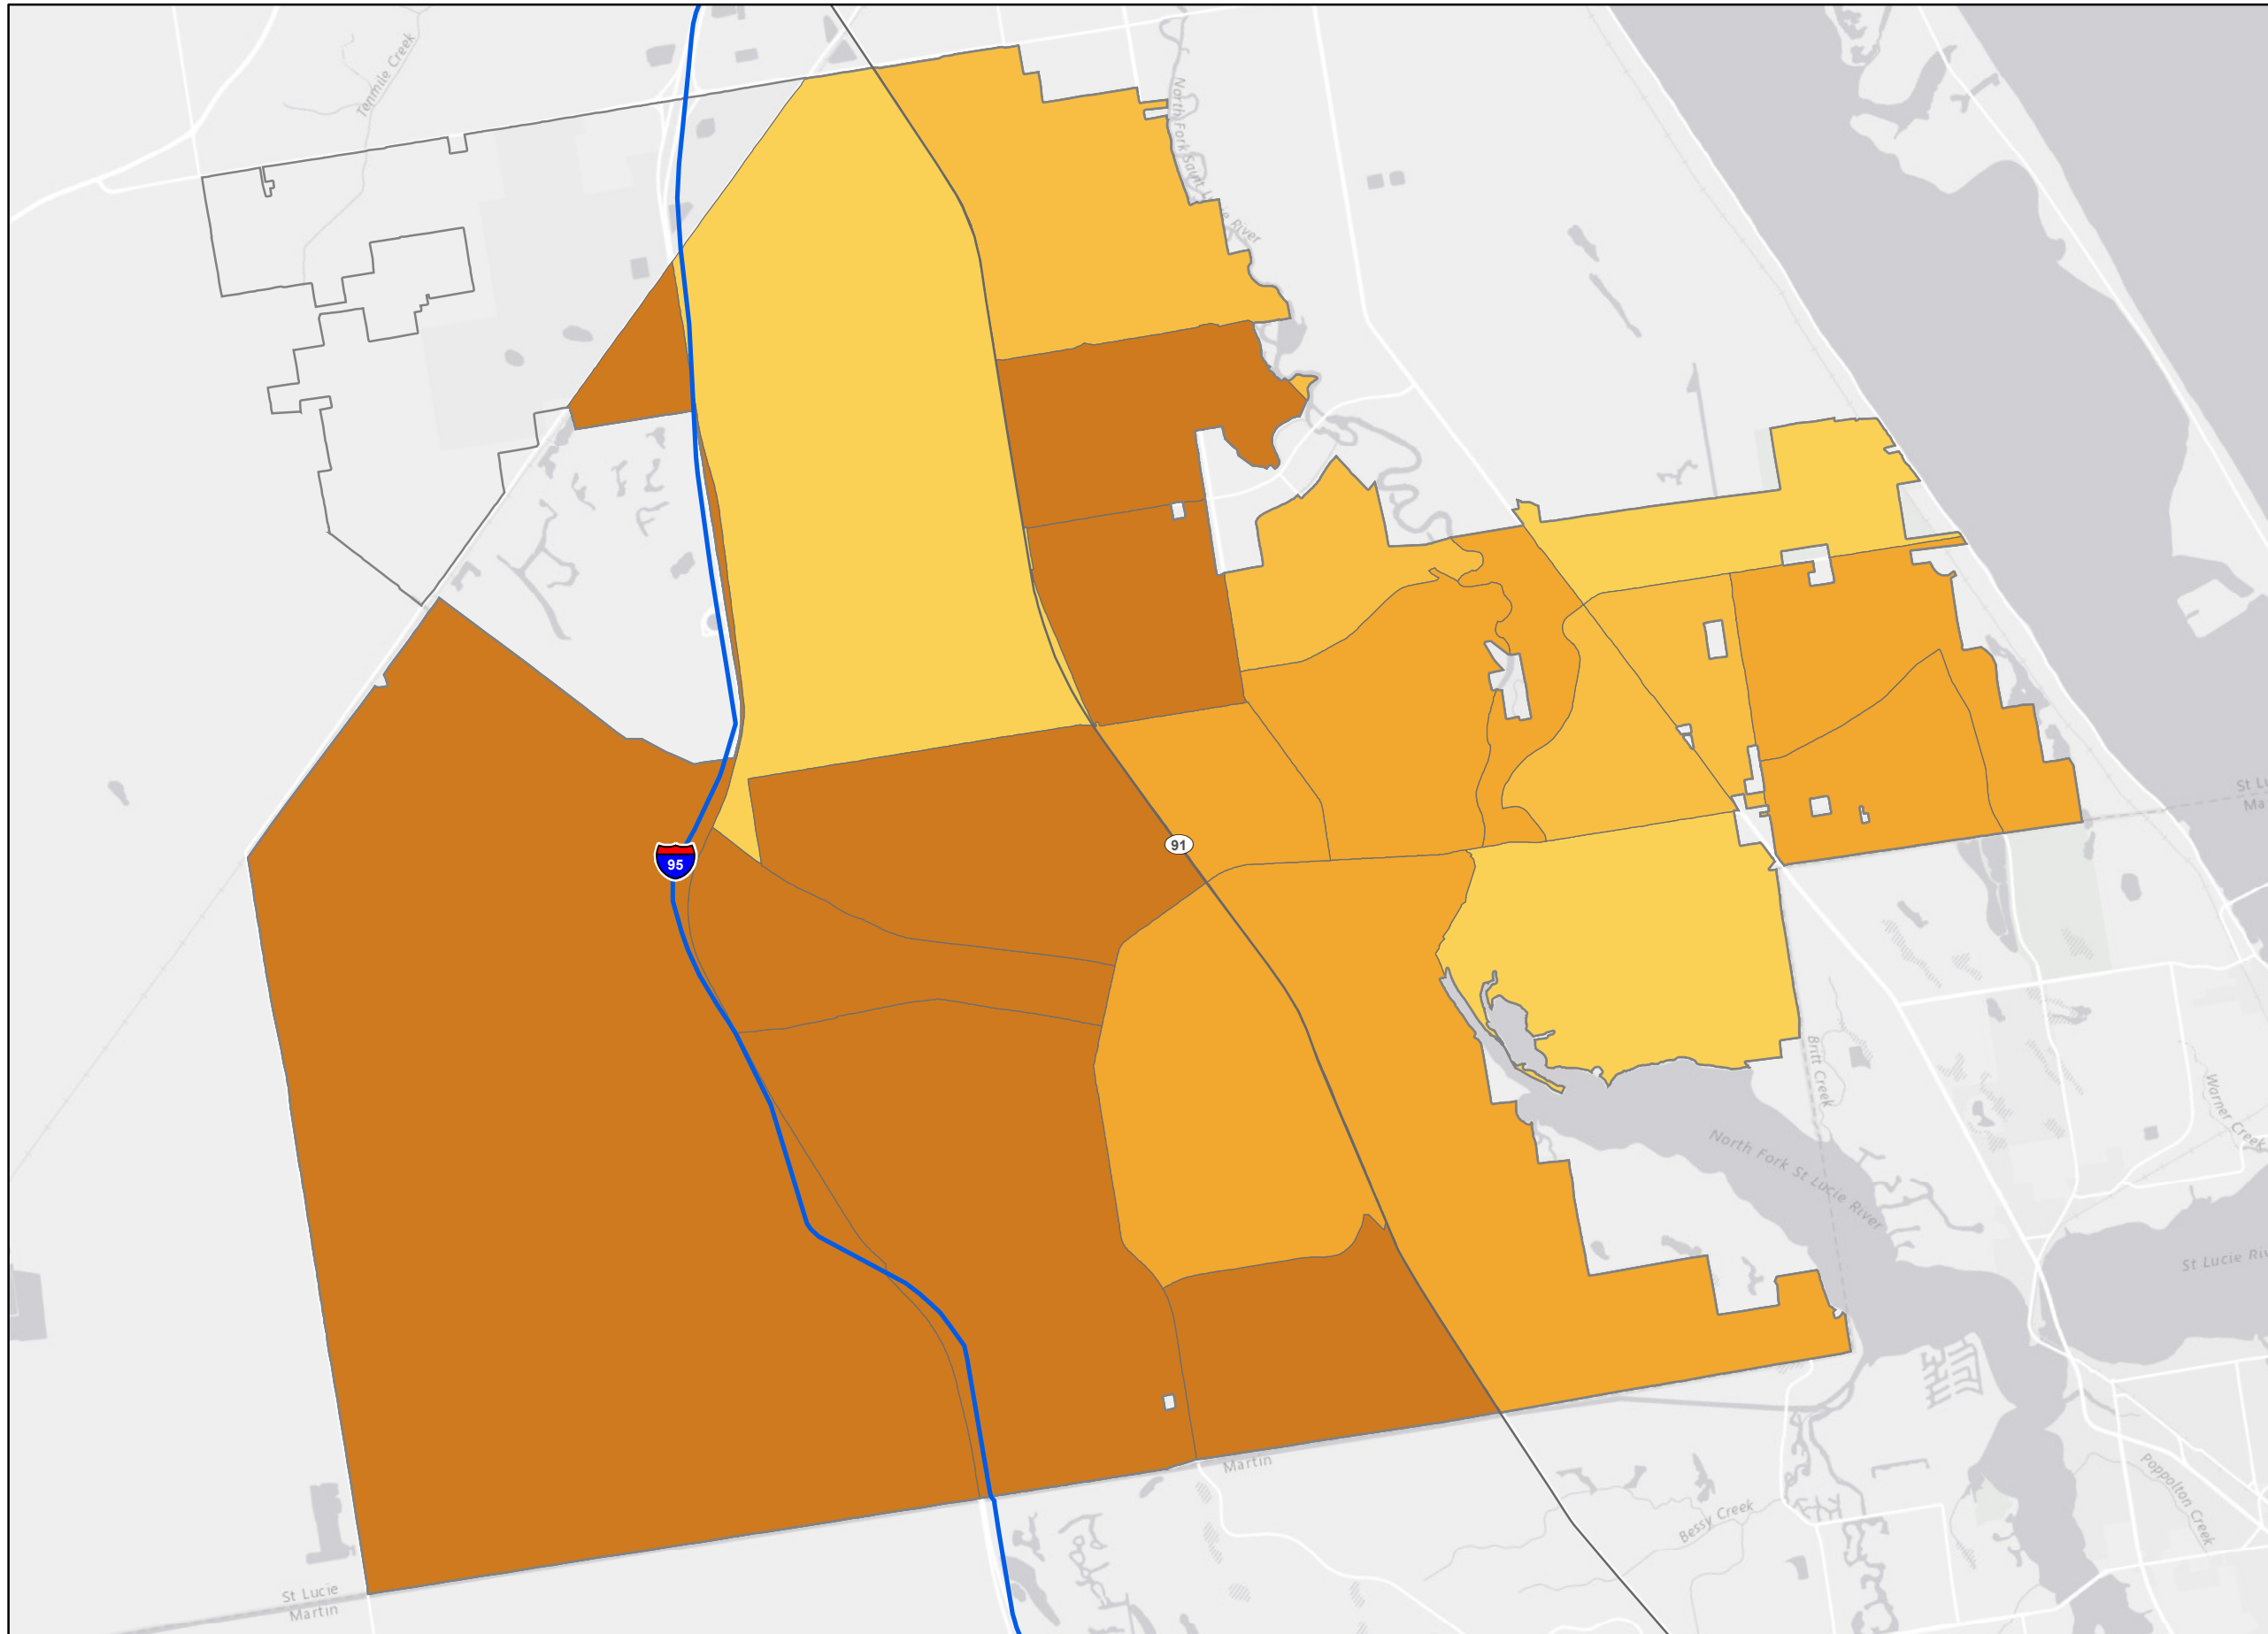 Tenmile Creek
North Fork Saint Lucie River
95
91
St Lu
Ma
Britt Creek
Warner Creek
North Fork St Lucie River
St Lucie Riv
Martin
Bessy Creek
Poppolton Creek
St Lucie
Martin